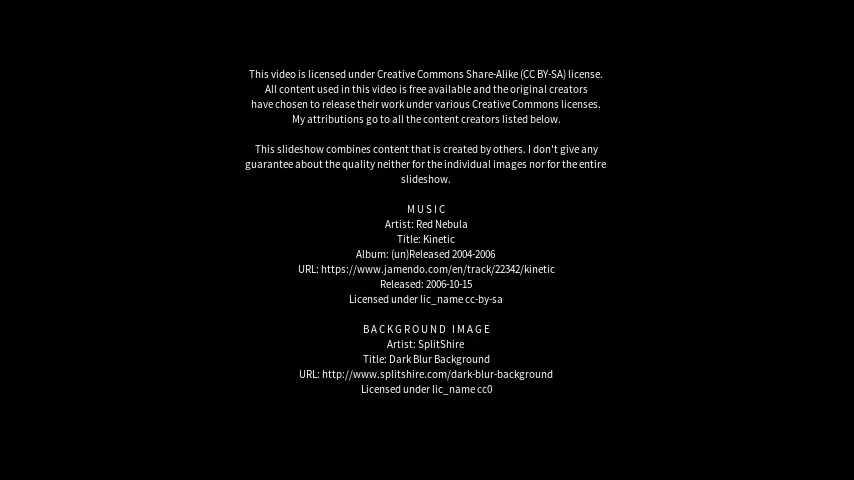 This video is licensed under Creative Commons Share-Alike (CC BY-SA) license.
All content used in this video is free available and the original creators
have chosen to release their work under various Creative Commons licenses.
My attributions go to all the content creators listed below.
This slideshow combines content that is created by others. I don't give any
guarantee about the quality neither for the individual images nor for the entire
slideshow.
MUSIC
Artist: Red Nebula
Title: Kinetic
Album: (un)Released 2004-2006
URL: https://www.jamendo.com/en/track/22342/kinetic
Released: 2006-10-15
Licensed under lic_name cc-by-sa
BACKGROUND IMAGE
Artist: SplitShire
Title: Dark Blur Background
URL: http://www.splitshire.com/dark-blur-background
Licensed under lic_name cc0